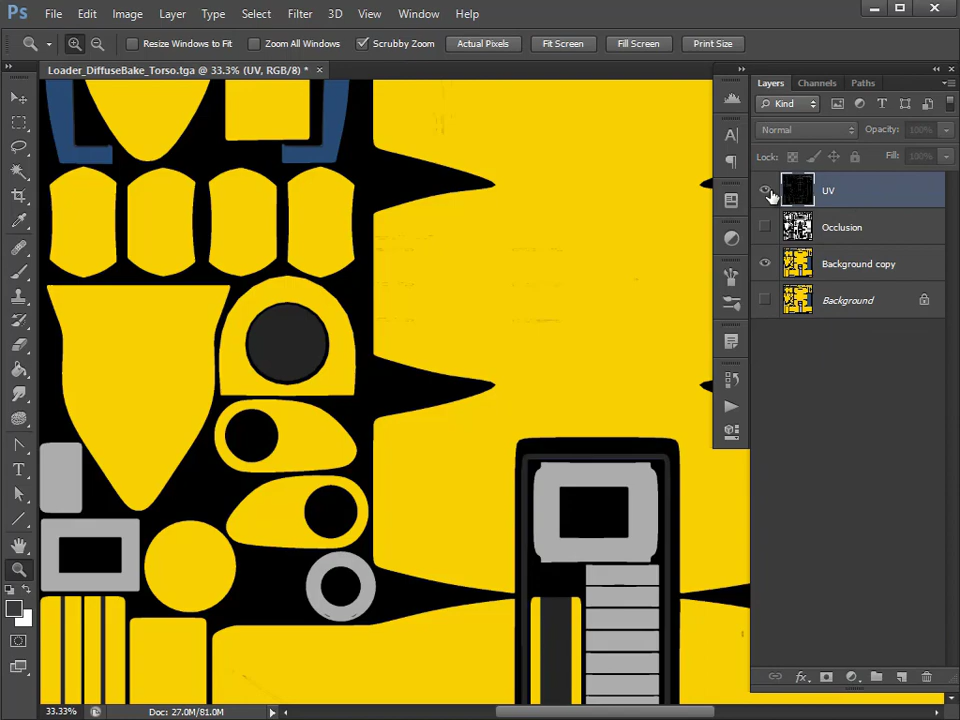 Ps File Edit Image Layer Type Select Filter 3D View Window Help
Resize Windows to Fit Zoom All Windows Scrubby Zoom Actual Pixels Fit Screen Fill Screen Print Size
Loader_DiffuseBake_Torso.tga @ 33.3% (UV, RGB/8) * ×
Layers Channels Paths
Kind
Normal Opacity: 100%
Lock: Fill: 100%
UV
Occlusion
Background copy
Background
33.33% Doc: 27.0M/81.0M